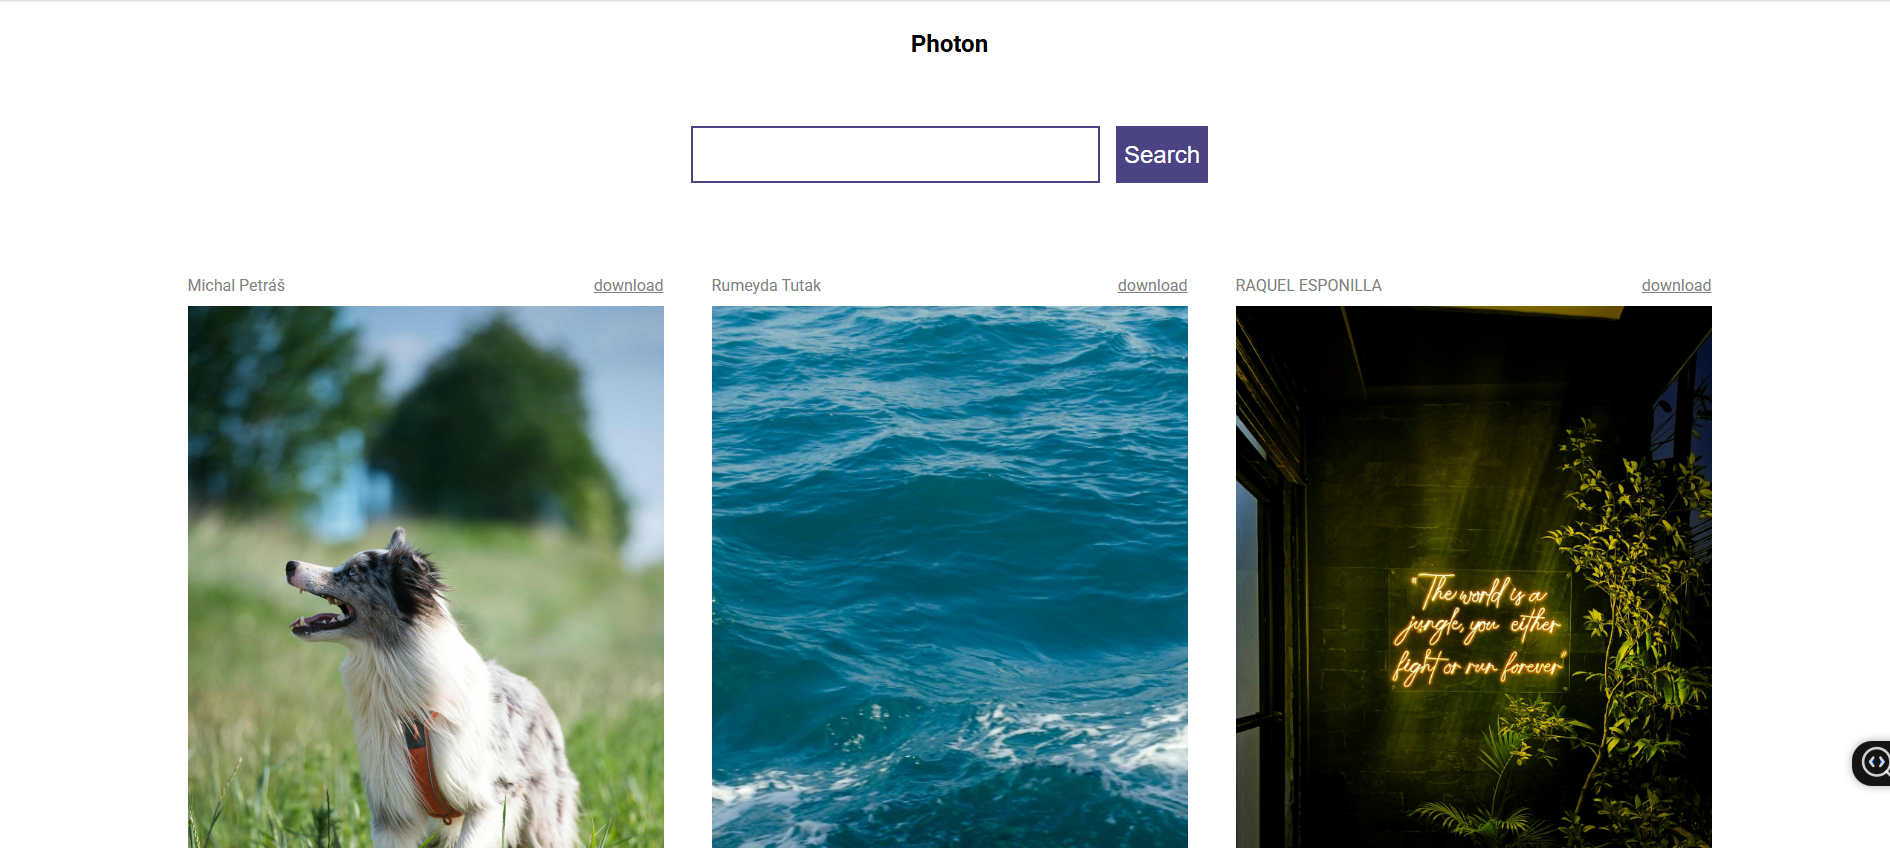 Photon
Search
Michal Petráš download
Rumeyda Tutak download
RAQUEL ESPONILLA download
"The world is a
jungle, you either
fight or run forever"